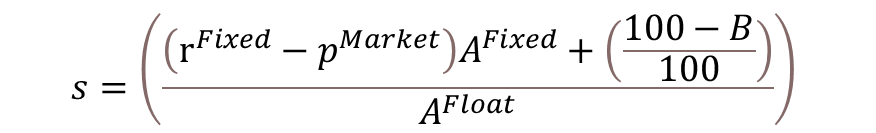 s = (((r^Fixed − p^Market)A^Fixed + ((100 − B)/100))/A^Float)